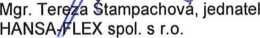 Mgr. Tereza Štampachová, jednatel
HANSA-FLEX spol. s r.o.